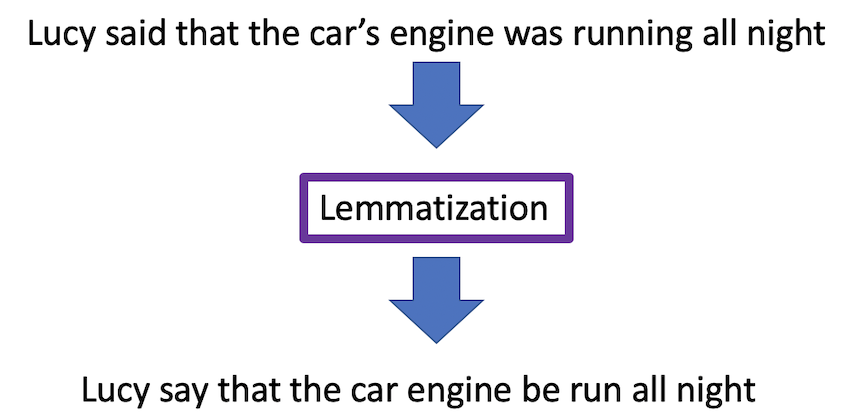 Lucy said that the car’s engine was running all night
Lemmatization
Lucy say that the car engine be run all night